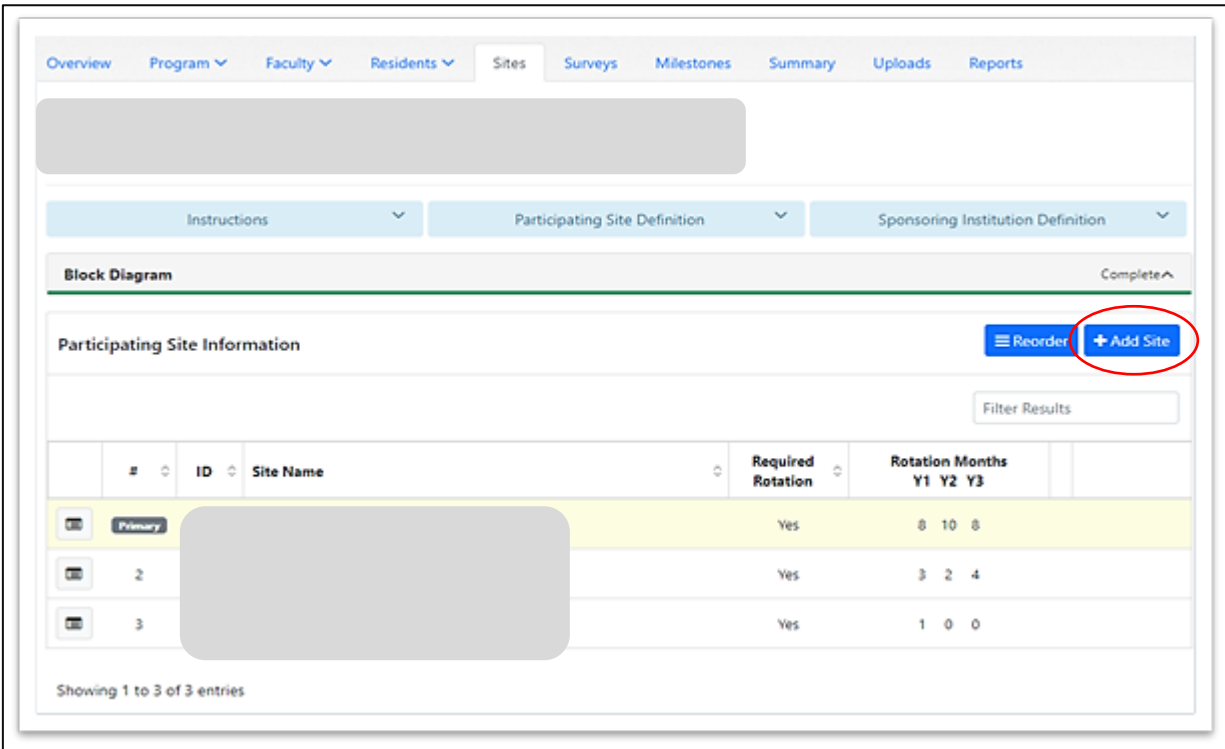 Overview Program Faculty Residents Sites Surveys Milestones Summary Uploads Reports
Instructions Participating Site Definition Sponsoring Institution Definition
Block Diagram Complete
Participating Site Information Reorder + Add Site
Filter Results
# ID Site Name Required Rotation Rotation Months
Y1 Y2 Y3
Primary Yes 8 10 8
2 Yes 3 2 4
3 Yes 1 0 0
Showing 1 to 3 of 3 entries